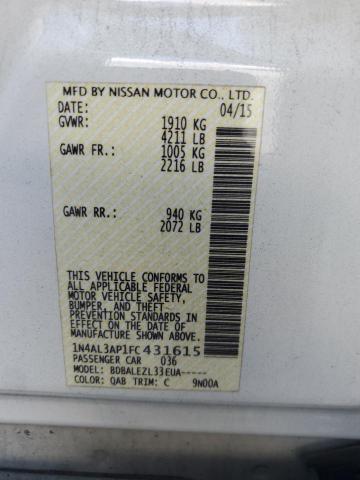 MFD BY NISSAN MOTOR CO., LTD.
DATE: 04/15
GVWR: 1910 KG
4211 LB
GAWR FR.: 1005 KG
2216 LB
GAWR RR.: 940 KG
2072 LB
THIS VEHICLE CONFORMS TO
ALL APPLICABLE FEDERAL
MOTOR VEHICLE SAFETY,
BUMPER, AND THEFT-
PREVENTION STANDARDS IN
EFFECT ON THE DATE OF
MANUFACTURE SHOWN ABOVE.
1N4AL3AP1FC431615
PASSENGER CAR 036
MODEL: BDBALEZL33EUA-----
COLOR: QAB TRIM: C 9N00A